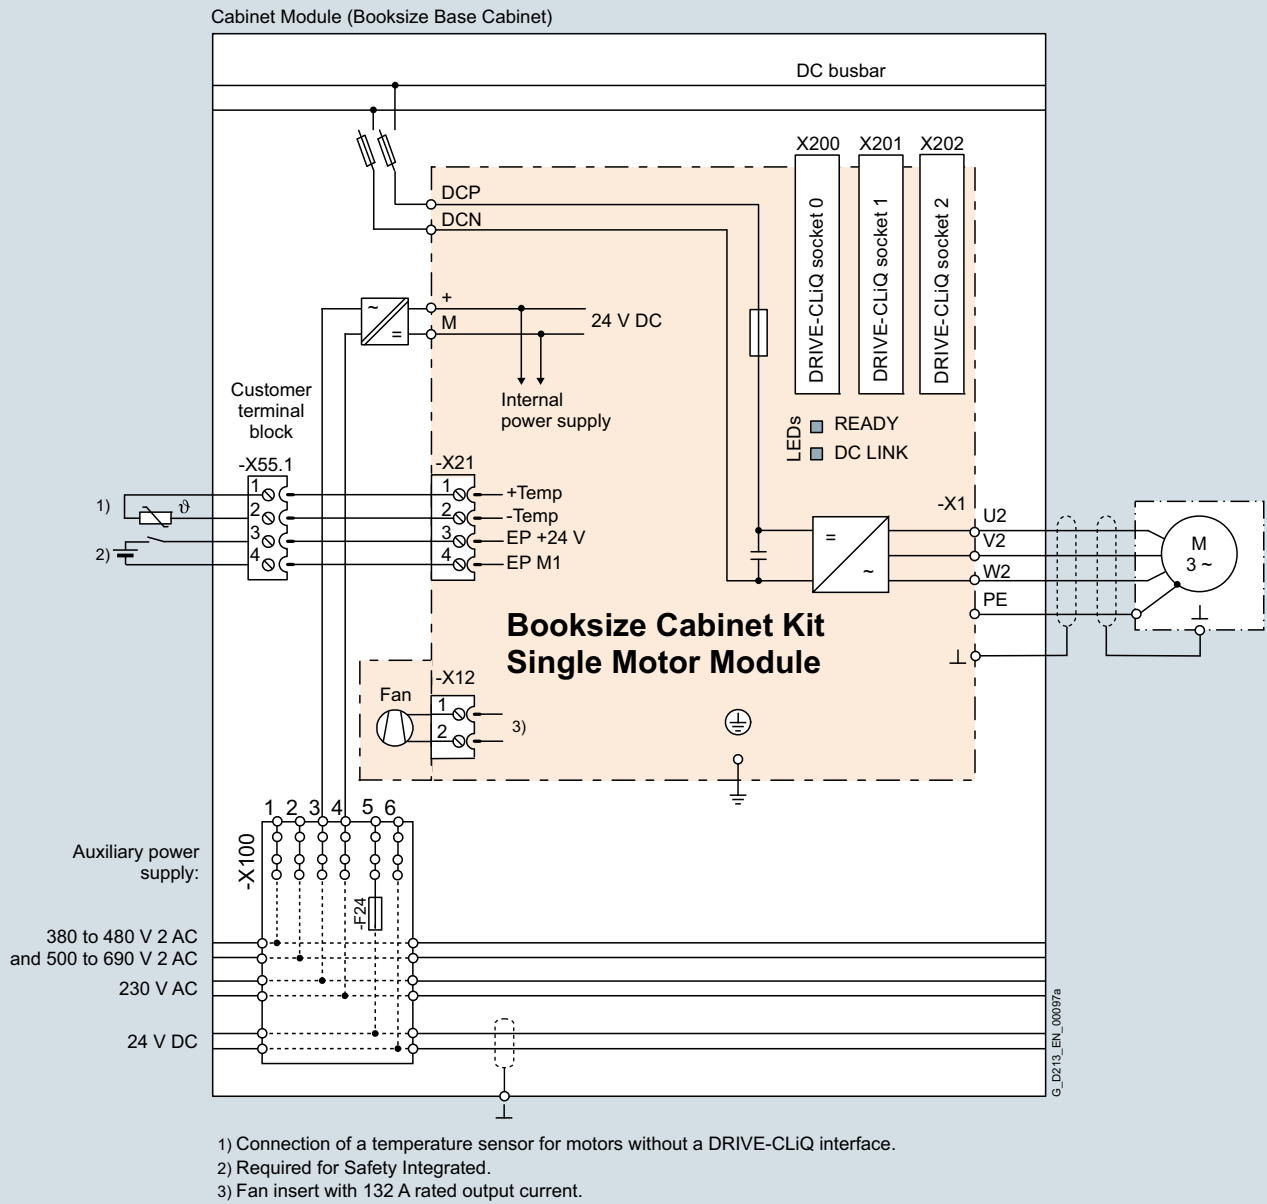 Cabinet Module (Booksize Base Cabinet)
DC busbar
X200
X201
X202
DRIVE-CLiQ socket 0
DRIVE-CLiQ socket 1
DRIVE-CLiQ socket 2
DCP
DCN
~
=
+
M
24 V DC
Internal
power supply
LEDs
READY
DC LINK
Customer
terminal
block
-X55.1
1
2
3
4
1)
ϑ
2)
-X21
1
2
3
4
+Temp
-Temp
EP +24 V
EP M1
=
~
-X1
U2
V2
W2
PE
M
3 ~
Booksize Cabinet Kit
Single Motor Module
Fan
-X12
1
2
3)
1 2 3 4 5 6
-X100
-F24
Auxiliary power
supply:
380 to 480 V 2 AC
and 500 to 690 V 2 AC
230 V AC
24 V DC
G_D213_EN_00097a
1) Connection of a temperature sensor for motors without a DRIVE-CLiQ interface.
2) Required for Safety Integrated.
3) Fan insert with 132 A rated output current.